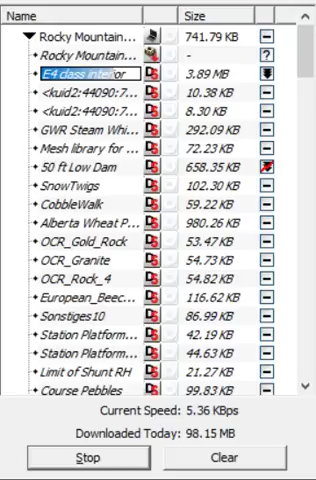 Name Size
Rocky Mountain... 741.79 KB
Rocky Mountain... - ?
E4 class interior 3.89 MB
<kuid2:44090:7... 10.38 KB
<kuid2:44090:7... 8.30 KB
GWR Steam Whi... 292.09 KB
Mesh library for ... 72.23 KB
50 ft Low Dam 658.35 KB
SnowTwigs 102.30 KB
CobbleWalk 59.22 KB
Alberta Wheat P... 980.26 KB
OCR_Gold_Rock 53.47 KB
OCR_Granite 54.73 KB
OCR_Rock_4 54.82 KB
European_Beec... 116.62 KB
Sonstiges10 86.99 KB
Station Platform... 42.19 KB
Station Platform... 44.63 KB
Limit of Shunt RH 21.27 KB
Course Pebbles 99.83 KB
Current Speed: 5.36 KBps
Downloaded Today: 98.15 MB
Stop Clear